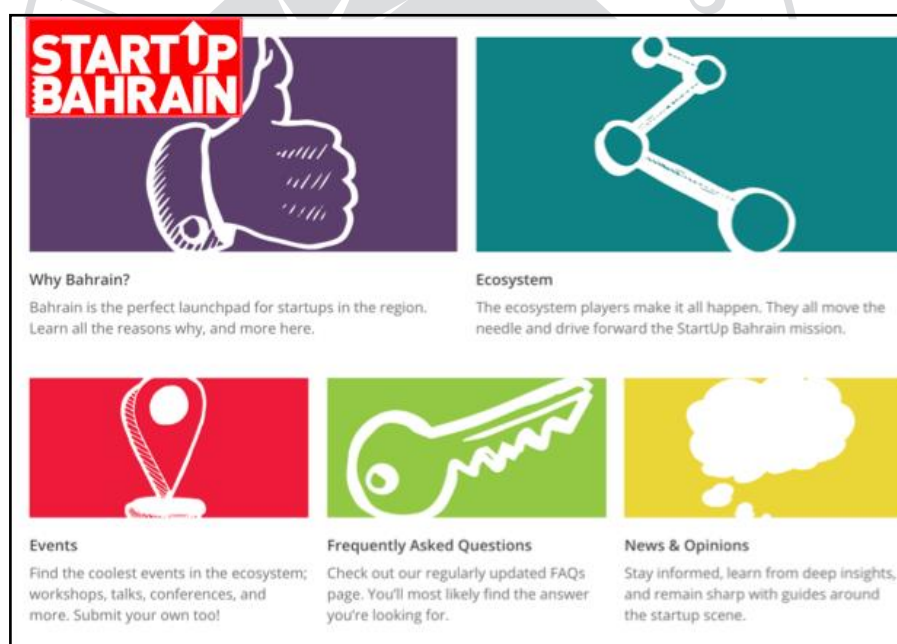 STARTUP
BAHRAIN
Why Bahrain?
Bahrain is the perfect launchpad for startups in the region.
Learn all the reasons why, and more here.
Ecosystem
The ecosystem players make it all happen. They all move the
needle and drive forward the StartUp Bahrain mission.
Events
Find the coolest events in the ecosystem;
workshops, talks, conferences, and
more. Submit your own too!
Frequently Asked Questions
Check out our regularly updated FAQs
page. You'll most likely find the answer
you're looking for.
News & Opinions
Stay informed, learn from deep insights,
and remain sharp with guides around
the startup scene.